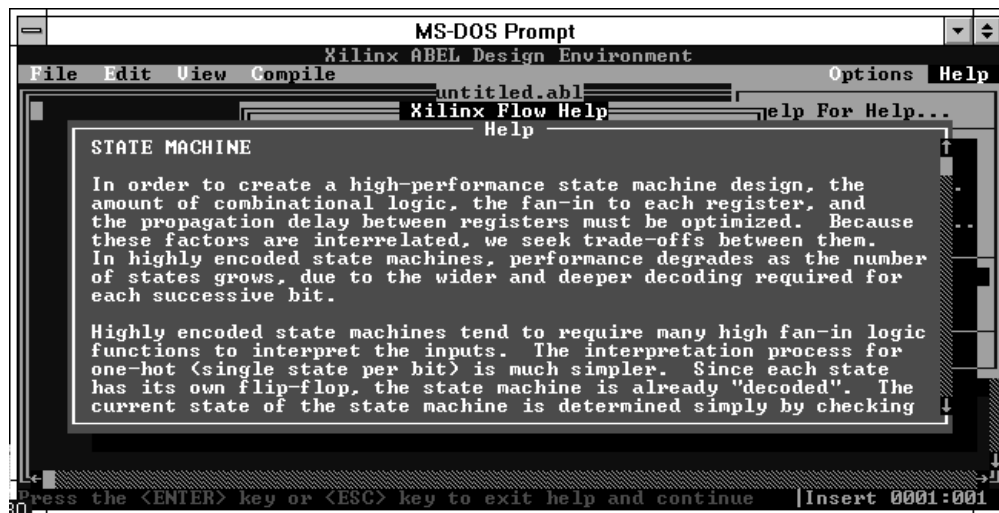 MS-DOS Prompt
Xilinx ABEL Design Environment
File Edit View Compile Options Help
untitled.abl
Xilinx Flow Help elp For Help...
Help
STATE MACHINE
In order to create a high-performance state machine design, the
amount of combinational logic, the fan-in to each register, and
the propagation delay between registers must be optimized. Because
these factors are interrelated, we seek trade-offs between them.
In highly encoded state machines, performance degrades as the number
of states grows, due to the wider and deeper decoding required for
each successive bit.
Highly encoded state machines tend to require many high fan-in logic
functions to interpret the inputs. The interpretation process for
one-hot (single state per bit) is much simpler. Since each state
has its own flip-flop, the state machine is already "decoded". The
current state of the state machine is determined simply by checking
Press the <ENTER> key or <ESC> key to exit help and continue |Insert 0001:001